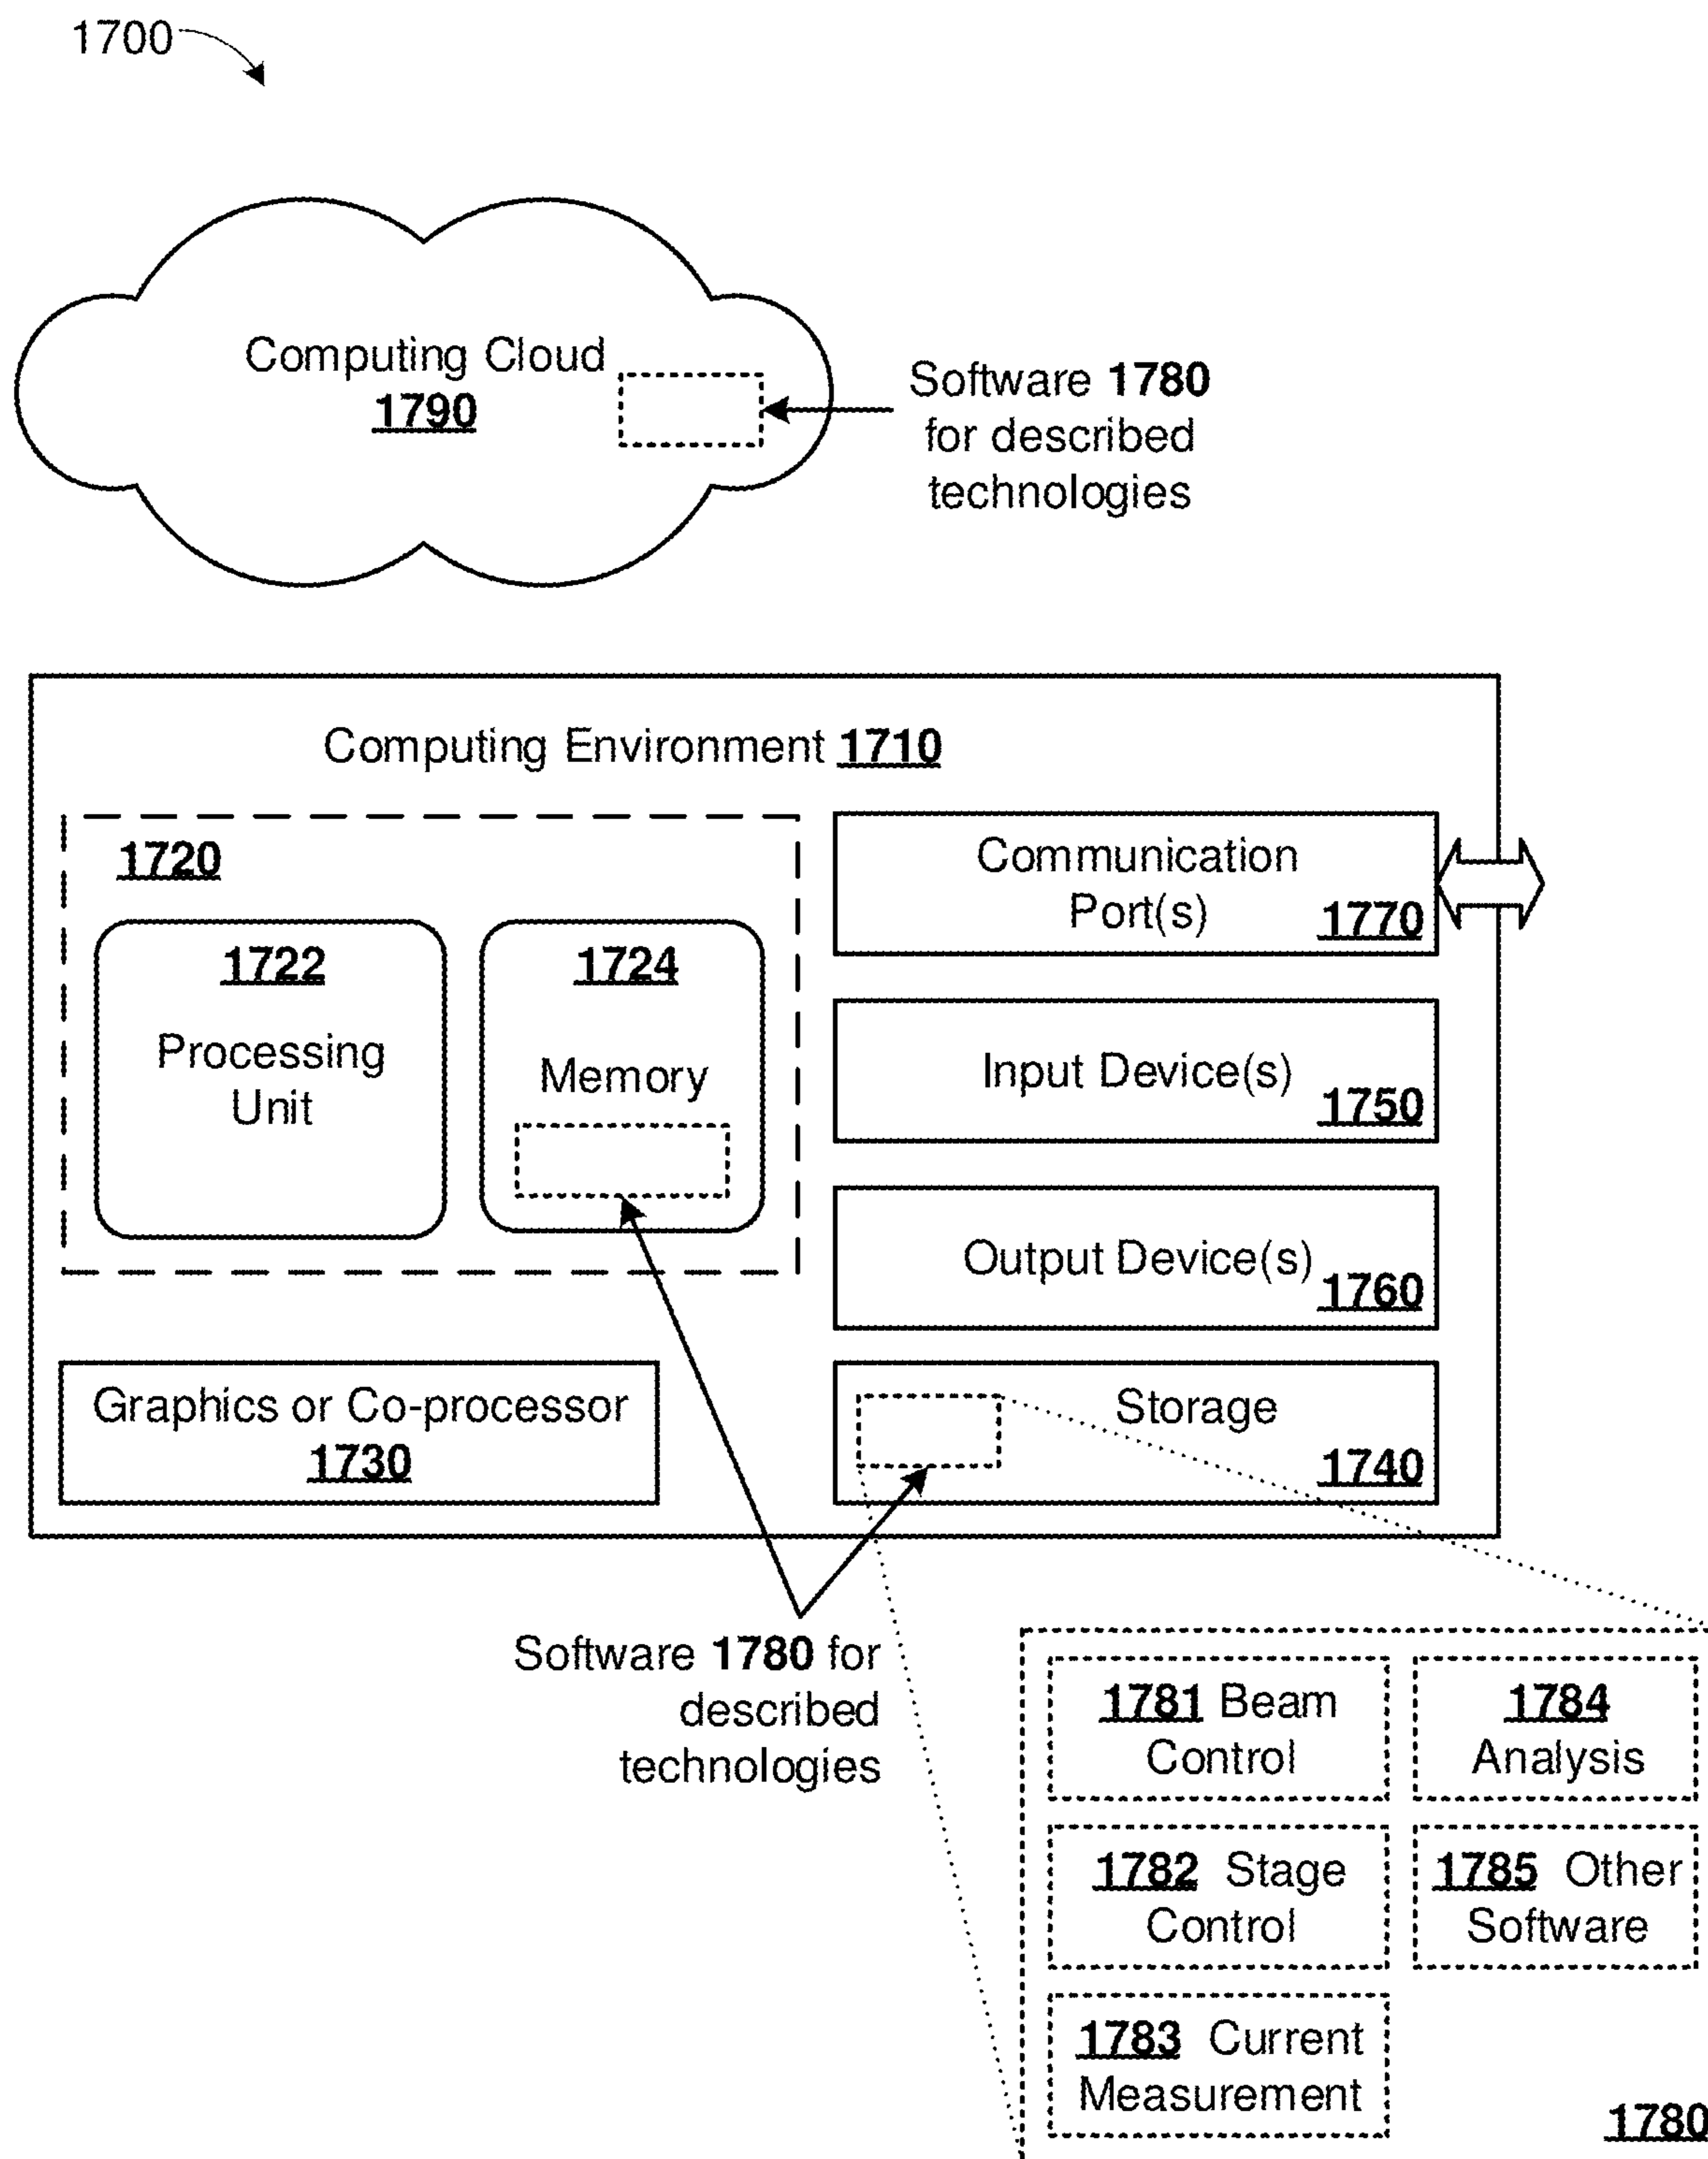 1700
Computing Cloud
1790
Software 1780
for described
technologies
Computing Environment 1710
1720
1722
Processing
Unit
1724
Memory
Communication
Port(s)
1770
Input Device(s)
1750
Output Device(s)
1760
Graphics or Co-processor
1730
Storage
1740
Software 1780 for
described
technologies
1781 Beam
Control
1784
Analysis
1782 Stage
Control
1785 Other
Software
1783 Current
Measurement
1780